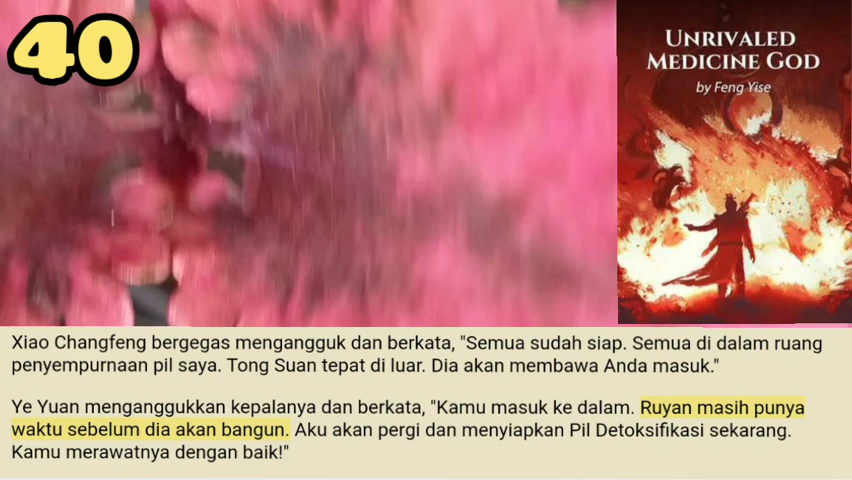 40
UNRIVALED
MEDICINE GOD
by Feng Yise
Xiao Changfeng bergegas mengangguk dan berkata, "Semua sudah siap. Semua di dalam ruang
penyempurnaan pil saya. Tong Suan tepat di luar. Dia akan membawa Anda masuk."
Ye Yuan menganggukkan kepalanya dan berkata, "Kamu masuk ke dalam. Ruyan masih punya
waktu sebelum dia akan bangun. Aku akan pergi dan menyiapkan Pil Detoksifikasi sekarang.
Kamu merawatnya dengan baik!"